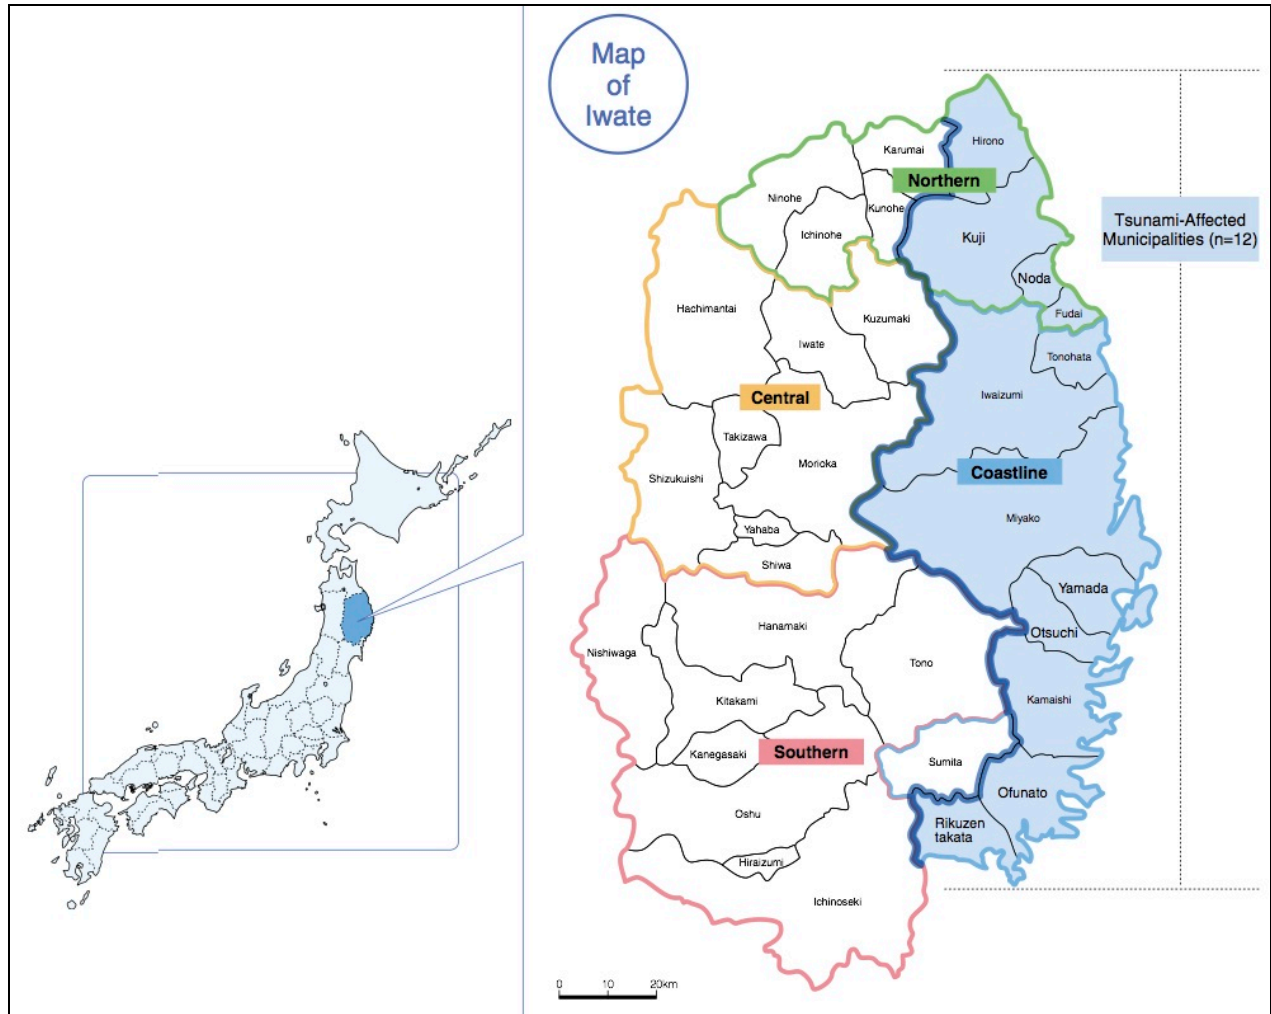 Map
of
Iwate
Hirono
Karumai
Northern
Ninohe
Kunohe
Ichinohe
Kuji
Tsunami-Affected
Municipalities (n=12)
Noda
Hachimantai
Fudai
Kuzumaki
Iwate
Tonohata
Central
Iwaizumi
Takizawa
Morioka
Shizukuishi
Coastline
Miyako
Yahaba
Shiwa
Yamada
Hanamaki
Otsuchi
Nishiwaga
Tono
Kitakami
Kamaishi
Kanegasaki
Southern
Sumita
Ofunato
Oshu
Rikuzen
takata
Hiraizumi
Ichinoseki
0 10 20km